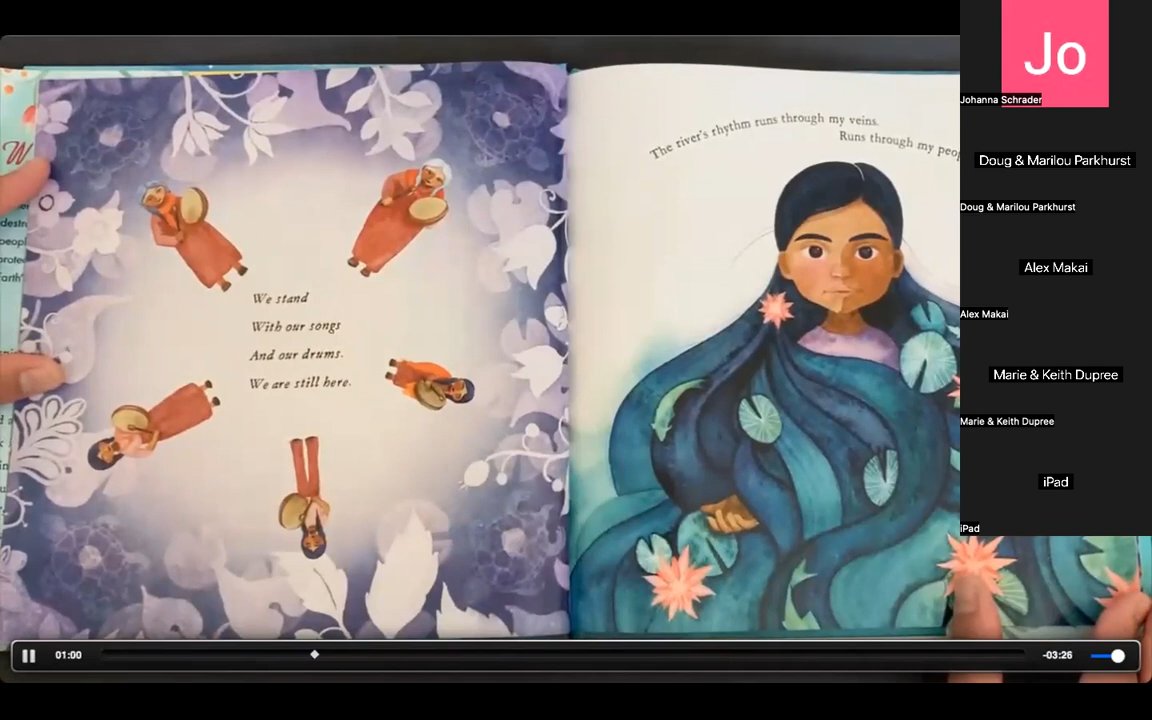 We stand
With our songs
And our drums.
We are still here.
The river's rhythm runs through my veins.
Runs through my
Jo
Johanna Schrader
Doug & Marilou Parkhurst
Doug & Marilou Parkhurst
Alex Makai
Alex Makai
Marie & Keith Dupree
Marie & Keith Dupree
iPad
iPad
01:00
-03:26